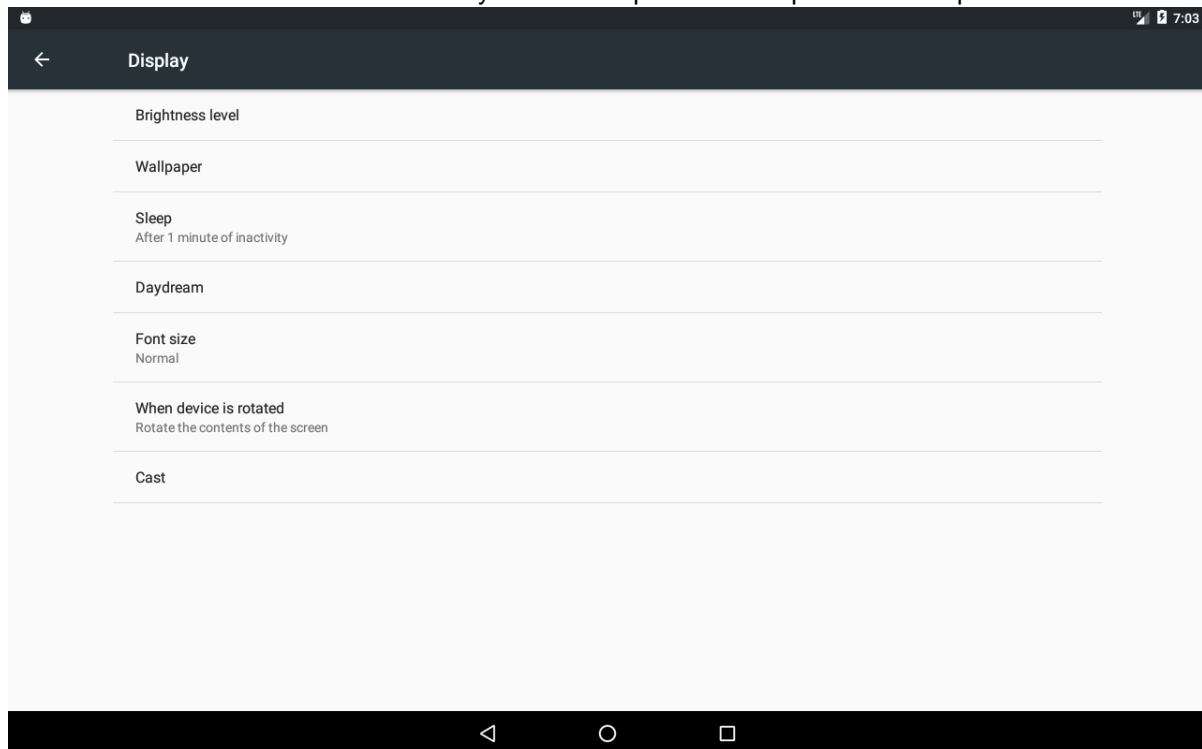 LTE 7:03
Display
Brightness level
Wallpaper
Sleep
After 1 minute of inactivity
Daydream
Font size
Normal
When device is rotated
Rotate the contents of the screen
Cast